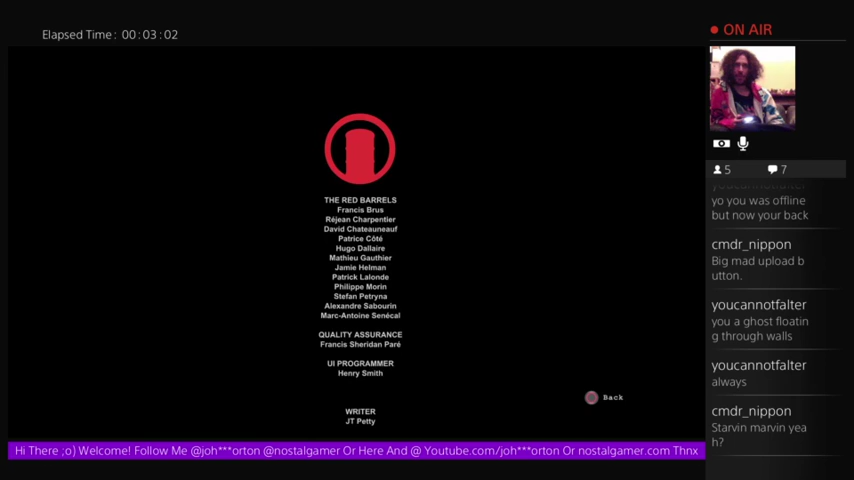 Elapsed Time: 00:03:02
ON AIR
5
7
THE RED BARRELS
Francis Brus
Réjean Charpentier
David Chateauneuf
Patrice Côté
Hugo Dallaire
Mathieu Gauthier
Jamie Helman
Patrick Lalonde
Philippe Morin
Stefan Petryna
Alexandre Sabourin
Marc-Antoine Senécal
QUALITY ASSURANCE
Francis Sheridan Paré
UI PROGRAMMER
Henry Smith
WRITER
JT Petty
Back
youcannotfalter
yo you was offline
but now your back
cmdr_nippon
Big mad upload b
utton.
youcannotfalter
you a ghost floatin
g through walls
youcannotfalter
always
cmdr_nippon
Starvin marvin yea
h?
Hi There ;o) Welcome! Follow Me @joh***orton @nostalgamer Or Here And @ Youtube.com/joh***orton Or nostalgamer.com Thnx